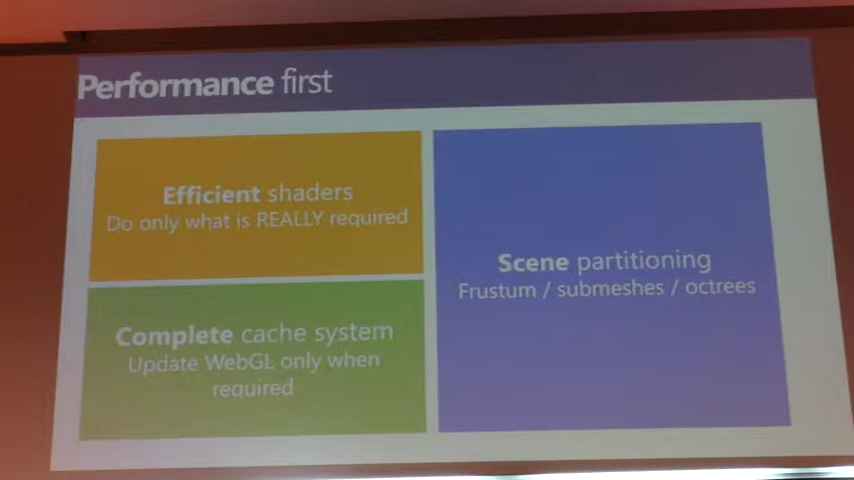 Performance first
Efficient shaders
Do only what is REALLY required
Complete cache system
Update WebGL only when
required
Scene partitioning
Frustum / submeshes / octrees